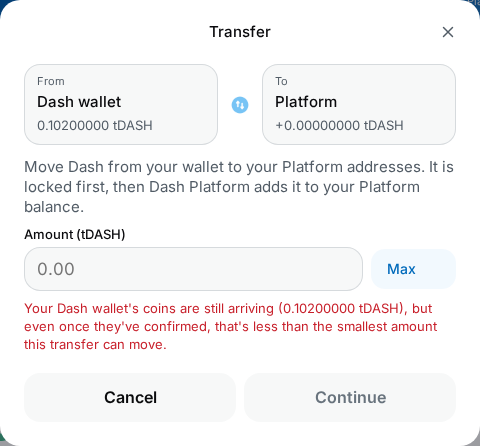 Transfer
From
Dash wallet
0.10200000 tDASH
To
Platform
+0.00000000 tDASH
Move Dash from your wallet to your Platform addresses. It is
locked first, then Dash Platform adds it to your Platform
balance.
Amount (tDASH)
0.00
Max
Your Dash wallet's coins are still arriving (0.10200000 tDASH), but
even once they've confirmed, that's less than the smallest amount
this transfer can move.
Cancel
Continue